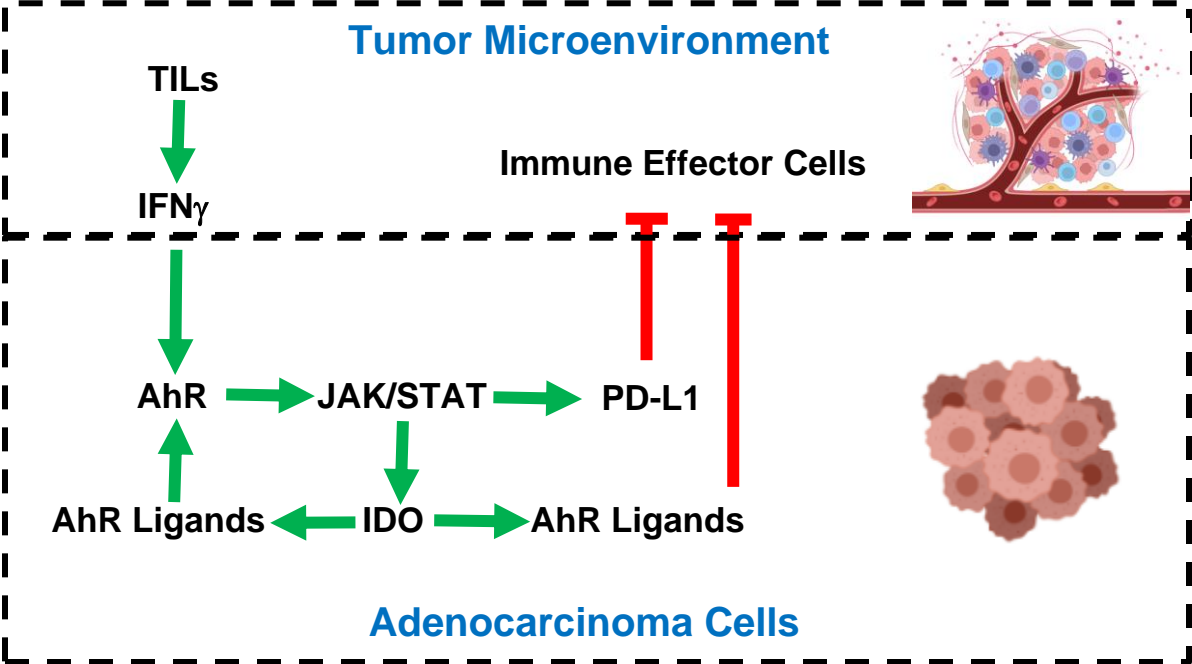 Tumor Microenvironment
TILs
Immune Effector Cells
IFNγ
AhR
JAK/STAT
PD-L1
AhR Ligands
IDO
AhR Ligands
Adenocarcinoma Cells